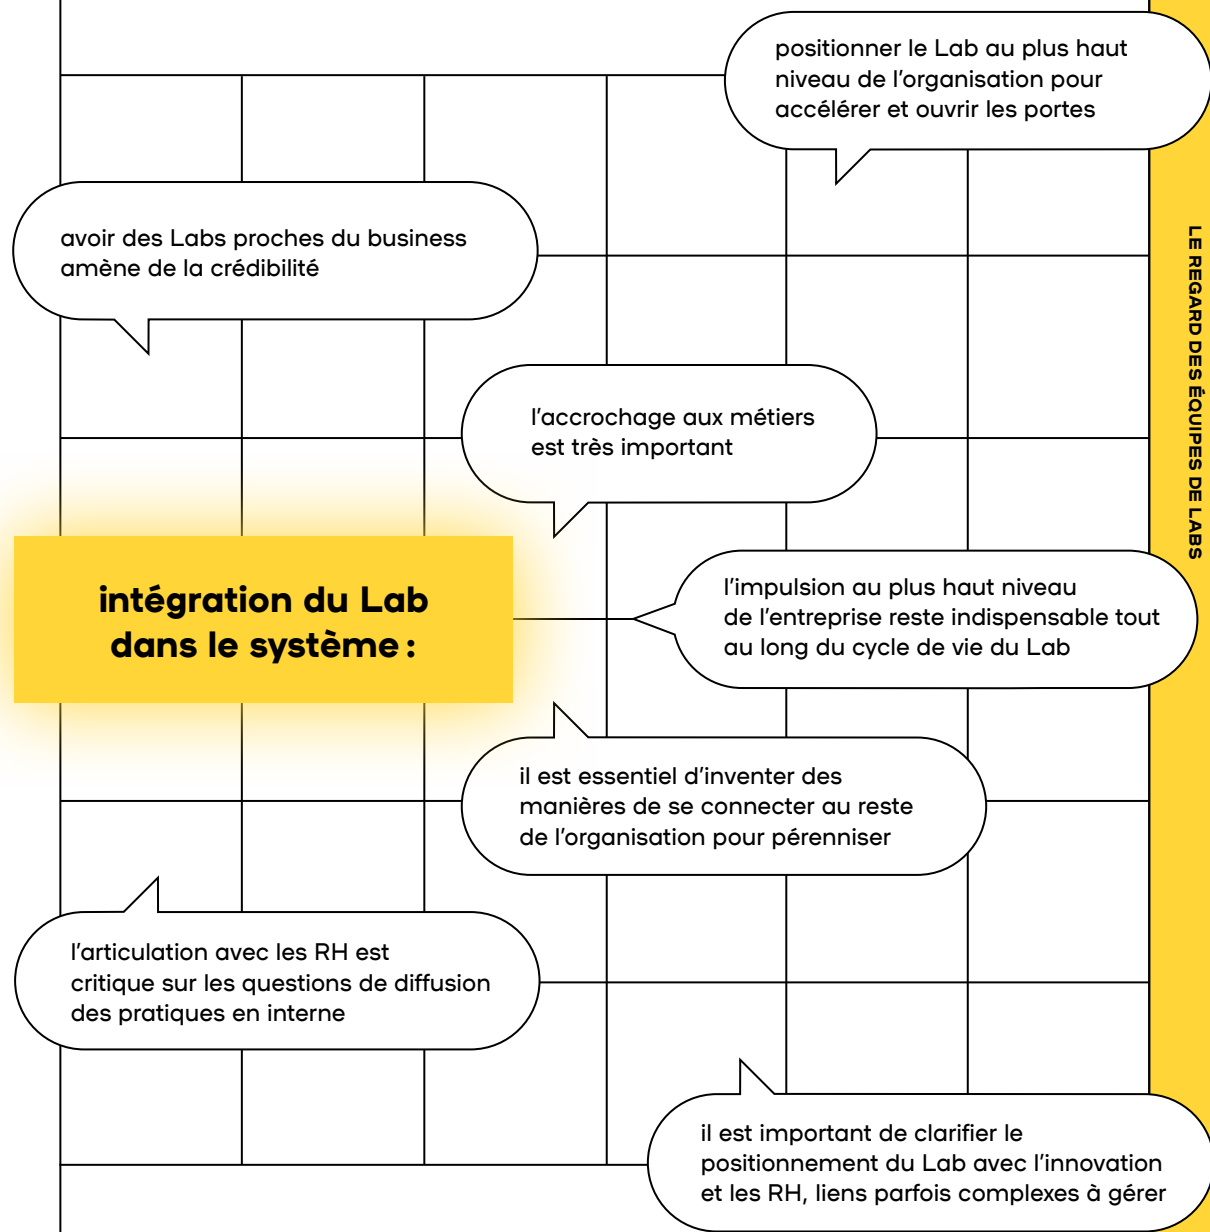 positionner le Lab au plus haut
niveau de l’organisation pour
accélérer et ouvrir les portes
avoir des Labs proches du business
amène de la crédibilité
l’accrochage aux métiers
est très important
intégration du Lab
dans le système :
l’impulsion au plus haut niveau
de l’entreprise reste indispensable tout
au long du cycle de vie du Lab
il est essentiel d’inventer des
manières de se connecter au reste
de l’organisation pour pérenniser
l’articulation avec les RH est
critique sur les questions de diffusion
des pratiques en interne
il est important de clarifier le
positionnement du Lab avec l’innovation
et les RH, liens parfois complexes à gérer
LE REGARD DES ÉQUIPES DE LABS